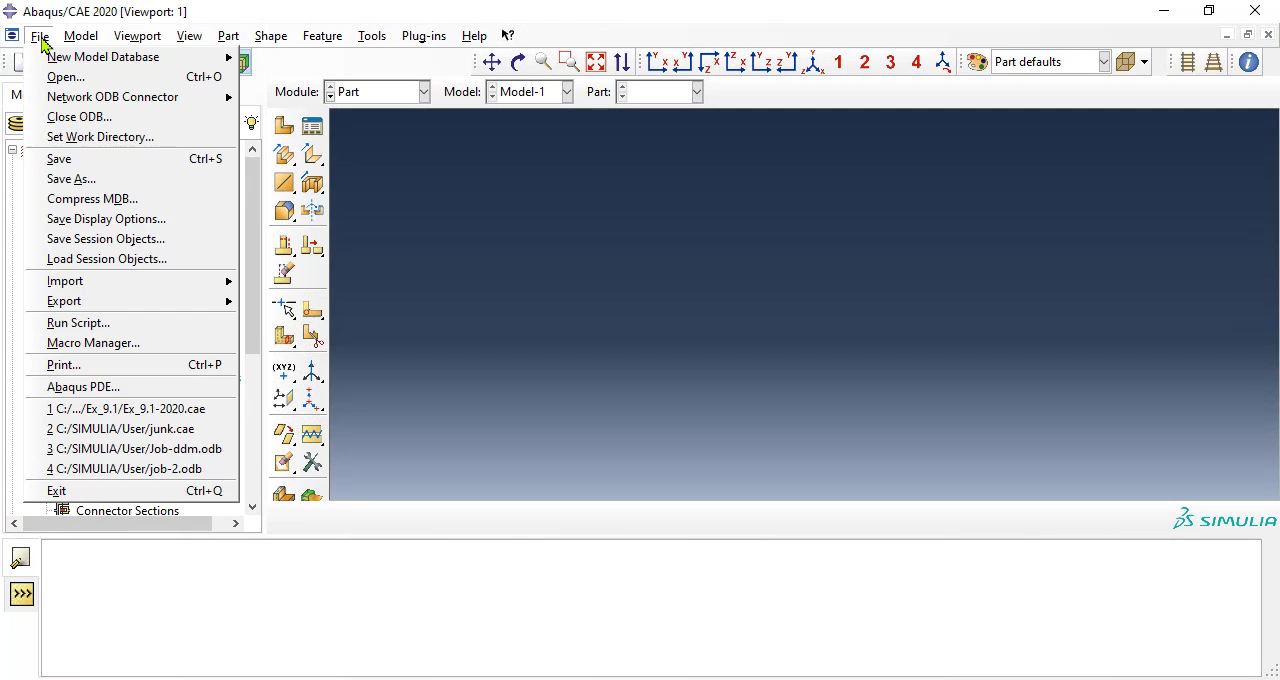 Abaqus/CAE 2020 [Viewport: 1]
File Model Viewport View Part Shape Feature Tools Plug-ins Help
New Model Database
Open... Ctrl+O
Network ODB Connector
Close ODB...
Set Work Directory...
Save Ctrl+S
Save As...
Compress MDB...
Save Display Options...
Save Session Objects...
Load Session Objects...
Import
Export
Run Script...
Macro Manager...
Print... Ctrl+P
Abaqus PDE...
1 C:/.../Ex_9.1/Ex_9.1-2020.cae
2 C:/SIMULIA/User/junk.cae
3 C:/SIMULIA/User/Job-ddm.odb
4 C:/SIMULIA/User/job-2.odb
Exit Ctrl+Q
Connector Sections
1 2 3 4 Part defaults
Module: Part Model: Model-1 Part:
(XYZ)
SIMULIA
>>>